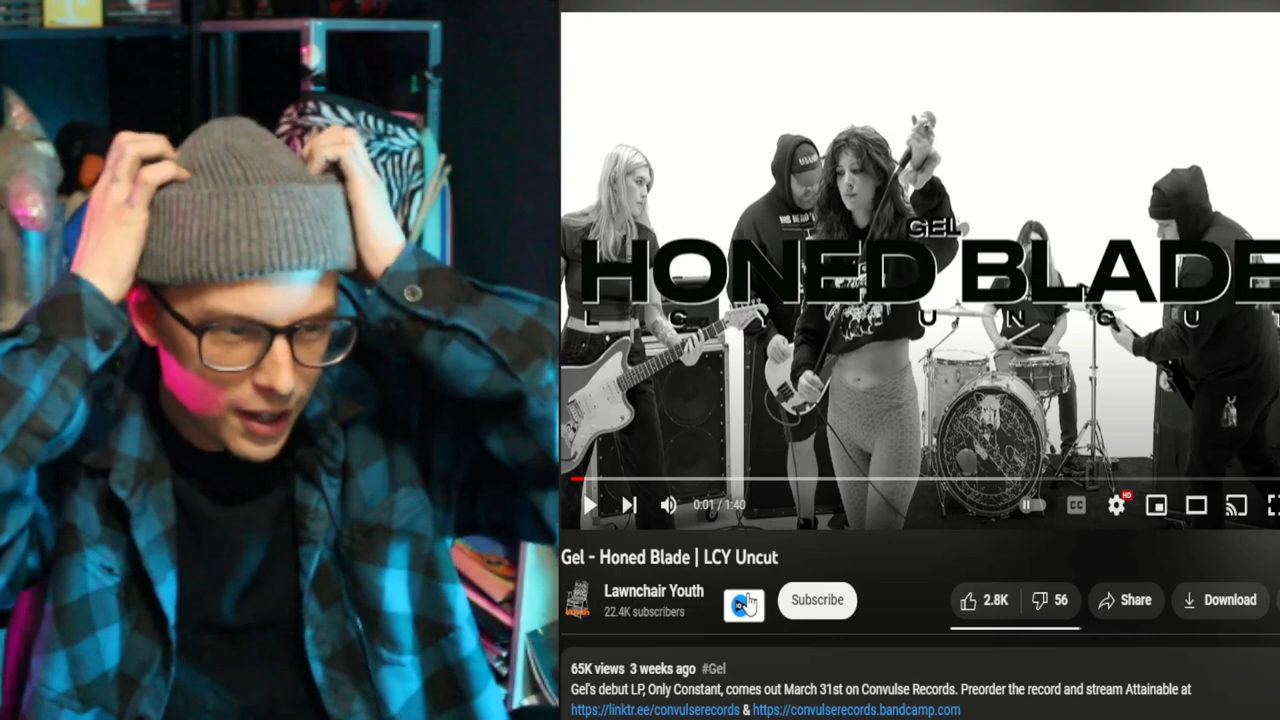 GEL
HONED BLADE
L C Y U N C U T
0:01 / 1:40
CC
HD
Gel - Honed Blade | LCY Uncut
Lawnchair Youth
22.4K subscribers
Subscribe
2.8K
56
Share
Download
65K views 3 weeks ago #Gel
Gel's debut LP, Only Constant, comes out March 31st on Convulse Records. Preorder the record and stream Attainable at
https://linktr.ee/convulserecords & https://convulserecords.bandcamp.com